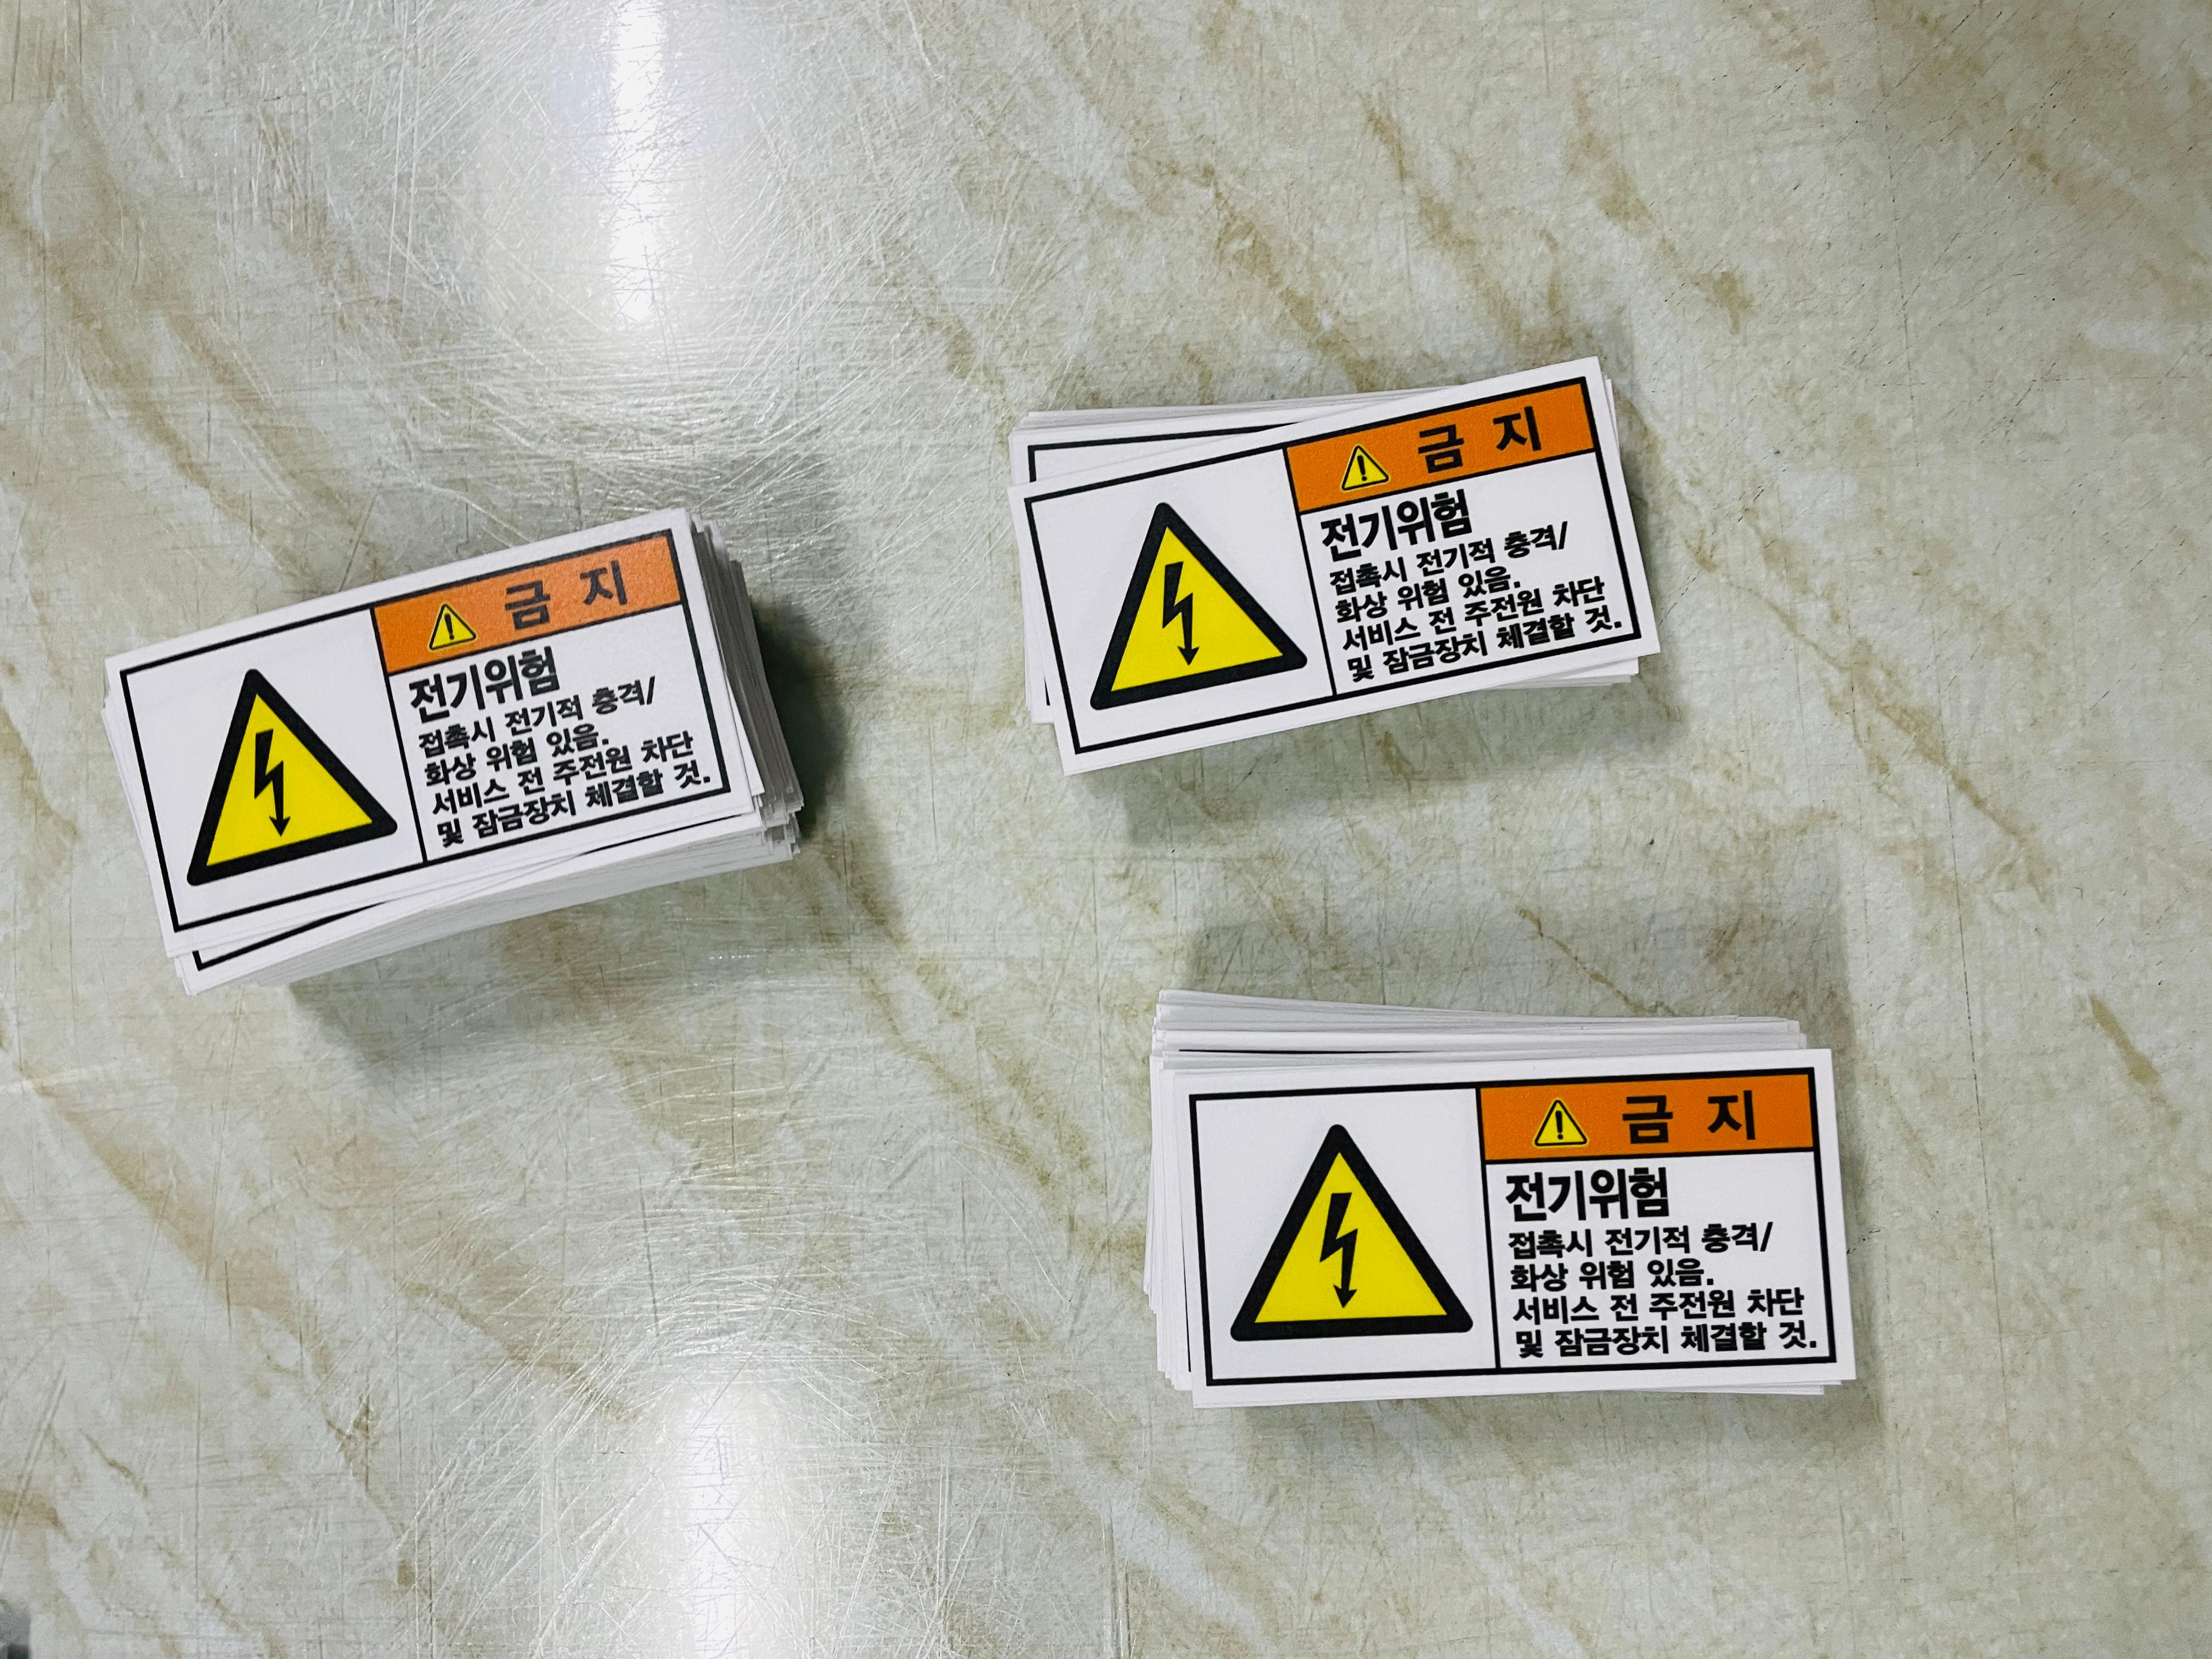 금 지
전기위험
접촉시 전기적 충격/
화상 위험 있음.
서비스 전 주전원 차단
및 잠금장치 체결할 것.
금 지
전기위험
접촉시 전기적 충격/
화상 위험 있음.
서비스 전 주전원 차단
및 잠금장치 체결할 것.
금 지
전기위험
접촉시 전기적 충격/
화상 위험 있음.
서비스 전 주전원 차단
및 잠금장치 체결할 것.